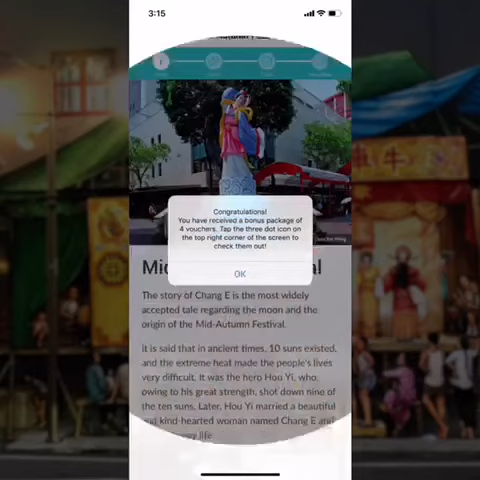 3:15
Congratulations!
You have received a bonus package of
4 vouchers. Tap the three dot icon on
the top right corner of the screen to
check them out!
OK
The story of Chang E is the most widely
accepted tale regarding the moon and the
origin of the Mid-Autumn Festival.
It is said that in ancient times, 10 suns existed,
and the extreme heat made the people's lives
very difficult. It was the hero Hou Yi, who,
owing to his great strength, shot down nine of
the ten suns. Later, Hou Yi married a beautiful
and kind-hearted woman named Chang E and
life